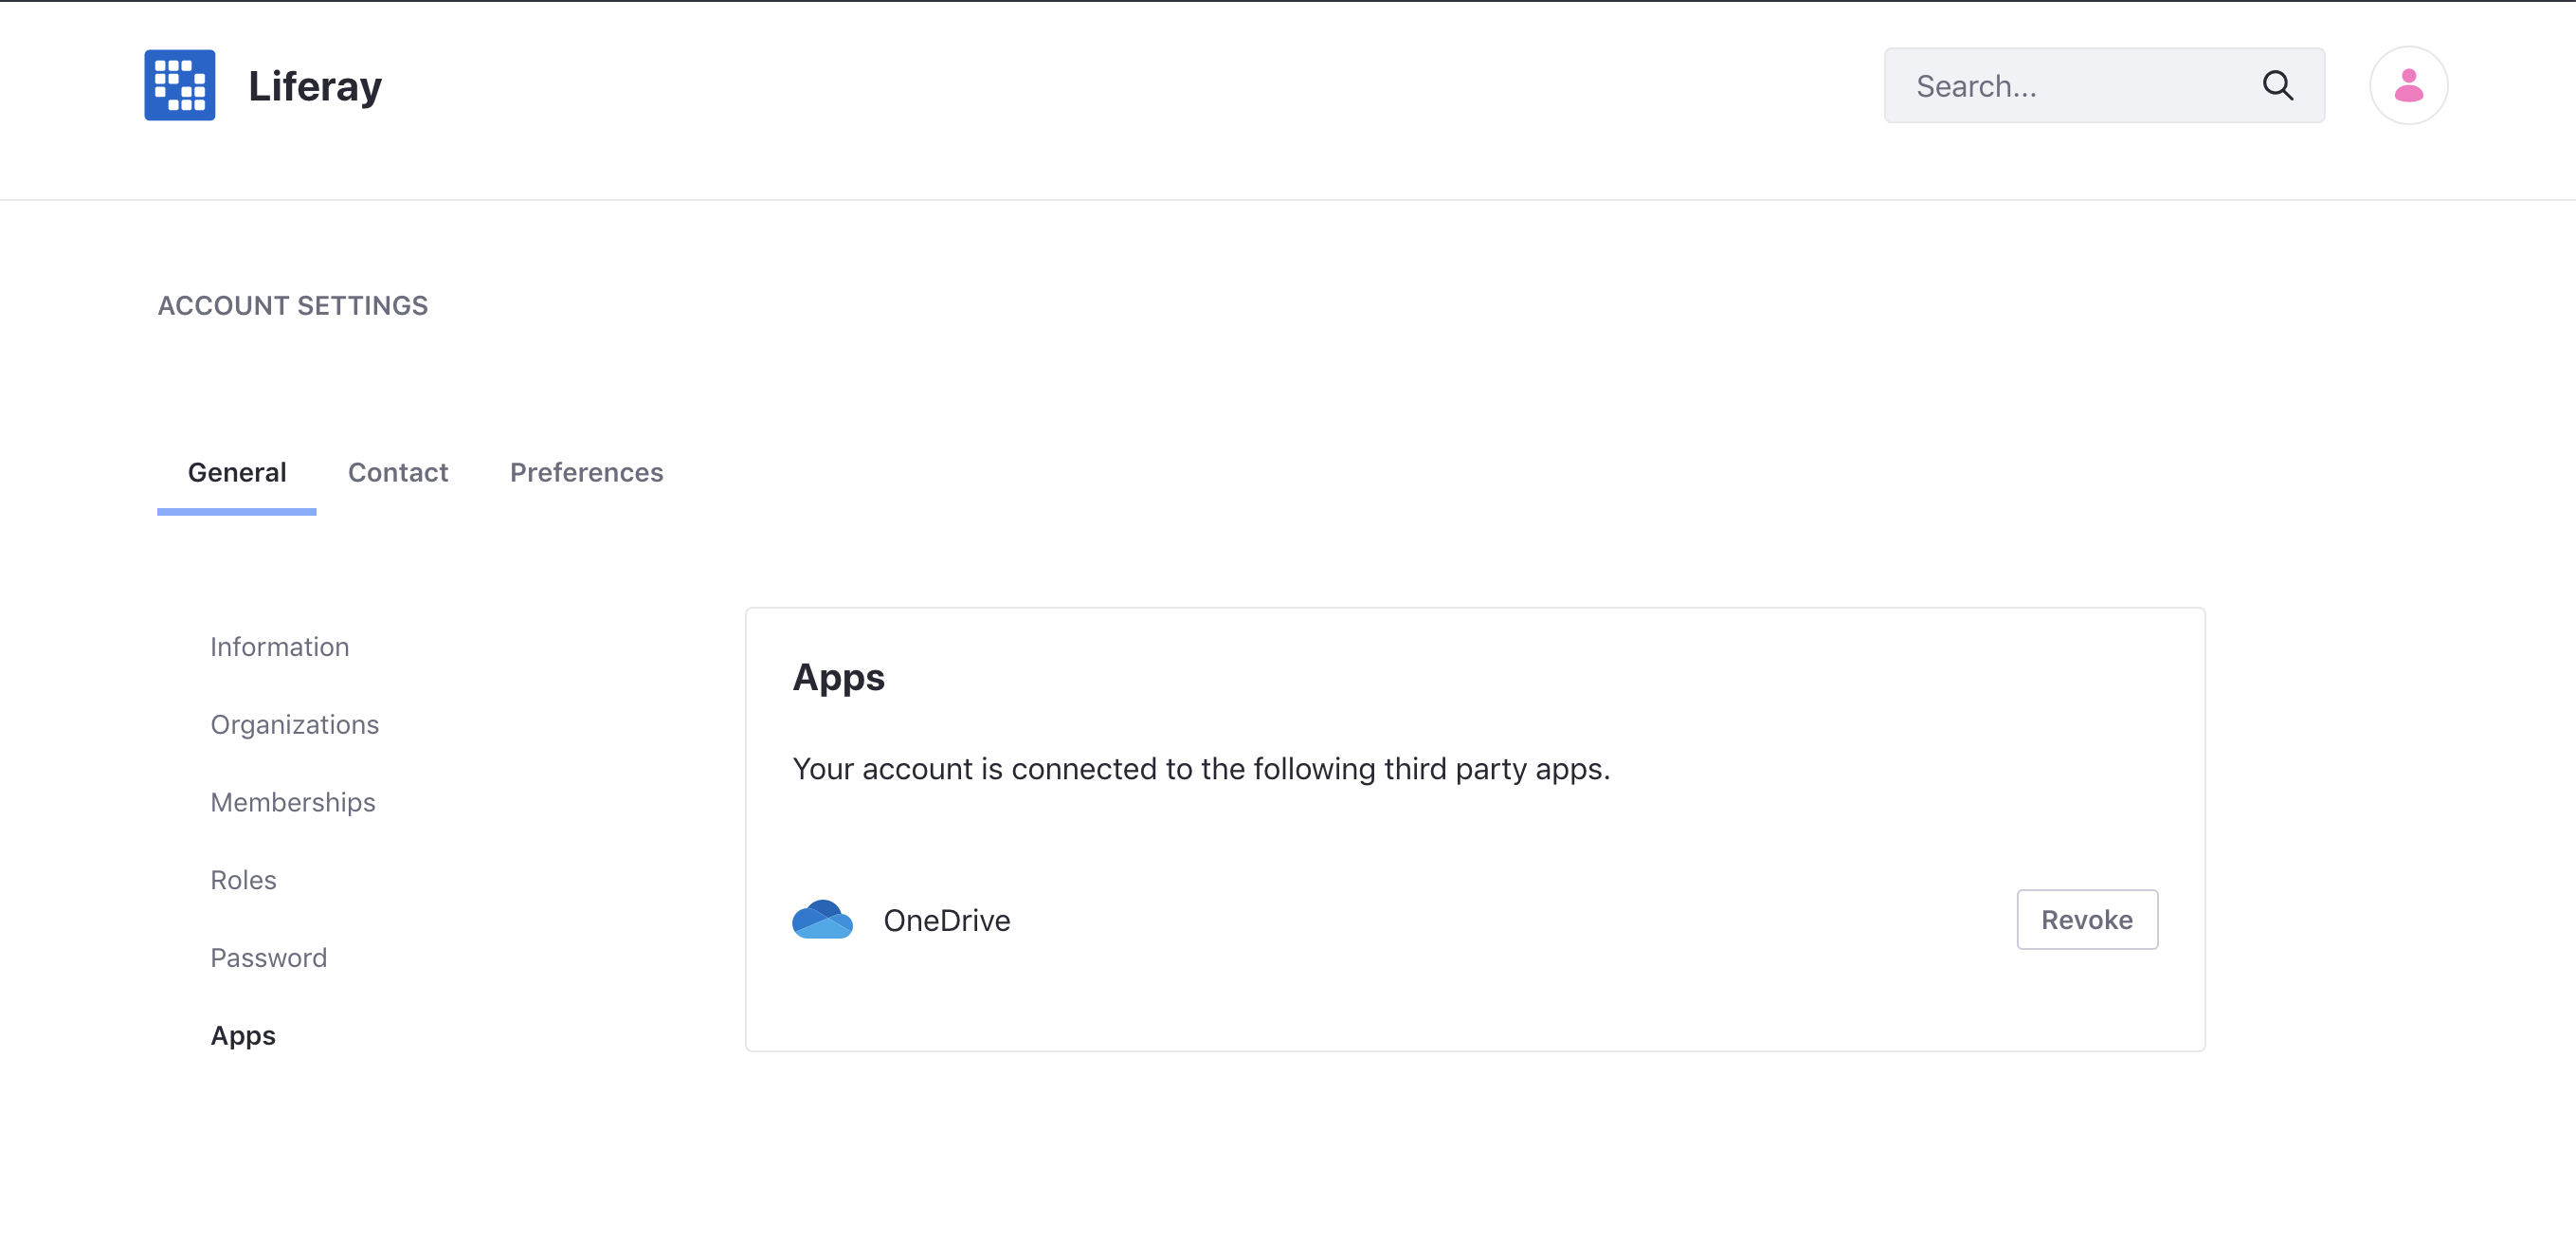 Liferay
Search...
ACCOUNT SETTINGS
General
Contact
Preferences
Information
Organizations
Memberships
Roles
Password
Apps
Apps
Your account is connected to the following third party apps.
OneDrive
Revoke